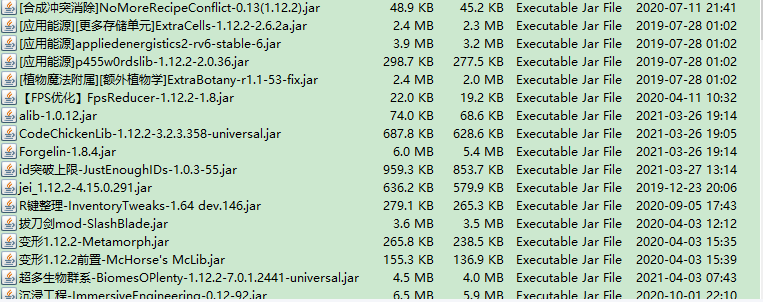 [合成冲突消除]NoMoreRecipeConflict-0.13(1.12.2).jar 48.9 KB 45.2 KB Executable Jar File 2020-07-11 21:41
[应用能源][更多存储单元]ExtraCells-1.12.2-2.6.2a.jar 2.4 MB 2.3 MB Executable Jar File 2019-07-28 01:02
[应用能源]appliedenergistics2-rv6-stable-6.jar 3.9 MB 3.2 MB Executable Jar File 2019-07-28 01:02
[应用能源]p455w0rdslib-1.12.2-2.0.36.jar 298.7 KB 277.5 KB Executable Jar File 2019-07-28 01:02
[植物魔法附属][额外植物学]ExtraBotany-r1.1-53-fix.jar 2.4 MB 2.0 MB Executable Jar File 2019-07-28 01:02
【FPS优化】FpsReducer-1.12.2-1.8.jar 22.0 KB 19.2 KB Executable Jar File 2020-04-11 10:32
alib-1.0.12.jar 74.0 KB 68.6 KB Executable Jar File 2021-03-26 19:14
CodeChickenLib-1.12.2-3.2.3.358-universal.jar 687.8 KB 628.6 KB Executable Jar File 2021-03-26 19:05
Forgelin-1.8.4.jar 6.0 MB 5.4 MB Executable Jar File 2021-03-26 19:14
id突破上限-JustEnoughIDs-1.0.3-55.jar 959.3 KB 853.7 KB Executable Jar File 2021-03-27 13:14
jei_1.12.2-4.15.0.291.jar 636.2 KB 579.9 KB Executable Jar File 2019-12-23 20:06
R键整理-InventoryTweaks-1.64 dev.146.jar 279.1 KB 265.3 KB Executable Jar File 2020-09-05 17:43
拔刀剑mod-SlashBlade.jar 3.6 MB 3.5 MB Executable Jar File 2020-04-03 12:12
变形1.12.2-Metamorph.jar 265.8 KB 238.5 KB Executable Jar File 2020-04-03 15:35
变形1.12.2前置-McHorse's McLib.jar 155.3 KB 136.9 KB Executable Jar File 2020-04-03 15:39
超多生物群系-BiomesOPlenty-1.12.2-7.0.1.2441-universal.jar 4.5 MB 4.0 MB Executable Jar File 2021-04-03 07:43
沉浸工程-ImmersiveEngineering-0.12-92.jar 6.5 MB 5.9 MB Executable Jar File 2020-10-01 22:10